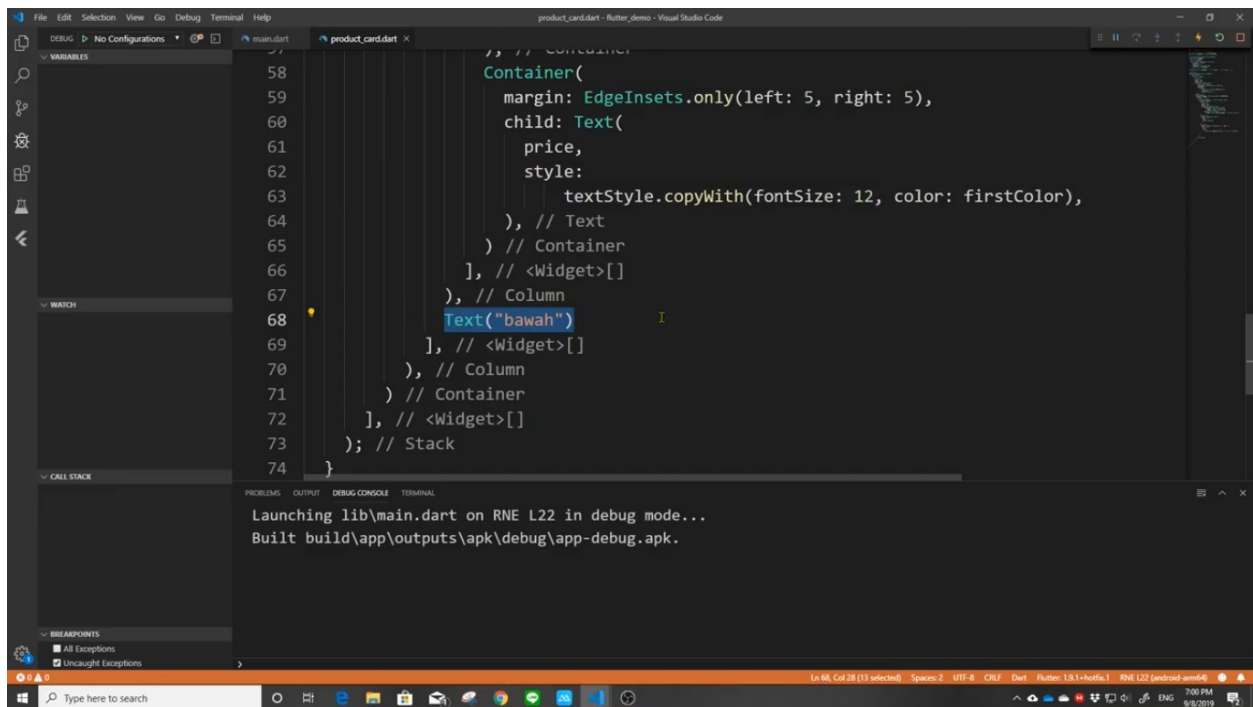 File Edit Selection View Go Debug Terminal Help
product_card.dart - flutter_demo - Visual Studio Code
DEBUG No Configurations
main.dart product_card.dart
VARIABLES
57 ), // Container
58 Container(
59 margin: EdgeInsets.only(left: 5, right: 5),
60 child: Text(
61 price,
62 style:
63 textStyle.copyWith(fontSize: 12, color: firstColor),
64 ), // Text
65 ) // Container
66 ], // <Widget>[]
67 ), // Column
WATCH
68 Text("bawah")
69 ], // <Widget>[]
70 ), // Column
71 ) // Container
72 ], // <Widget>[]
73 ); // Stack
74 }
CALL STACK
PROBLEMS OUTPUT DEBUG CONSOLE TERMINAL
Launching lib\main.dart on RNE L22 in debug mode...
Built build\app\outputs\apk\debug\app-debug.apk.
BREAKPOINTS
All Exceptions
Uncaught Exceptions
0 0 Ln 68, Col 28 (13 selected) Spaces: 2 UTF-8 CRLF Dart Flutter: 1.9.1+hotfix.1 RNE L22 (android-arm64)
Type here to search
ENG 7:00 PM
9/8/2019